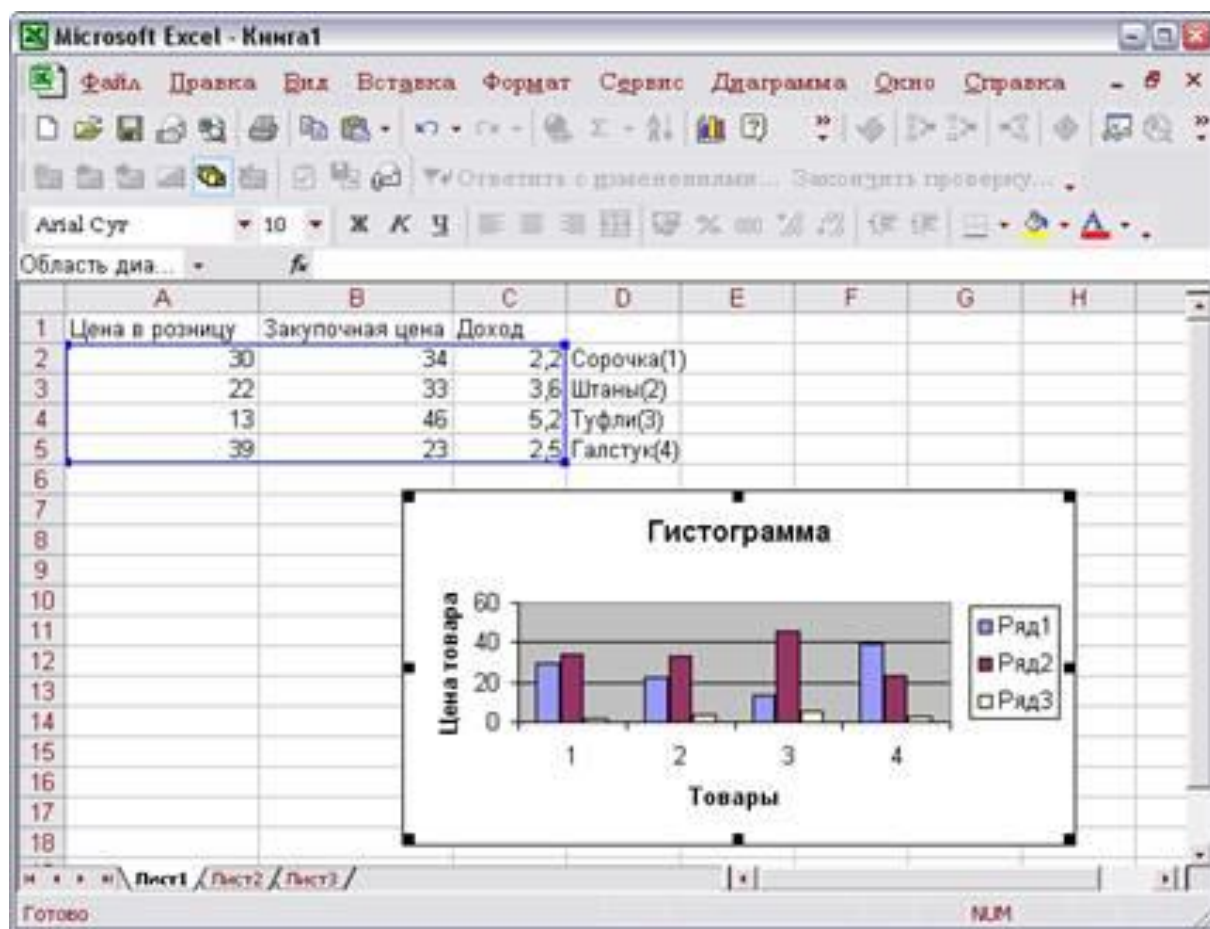 Microsoft Excel - Книга1
Файл Правка Вид Вставка Формат Сервис Диаграмма Окно Справка
Ответить с изменениями... Закончить проверку...
Arial Cyr 10 Ж К Ч
Область диа... fx
A B C D E F G H
1 Цена в розницу Закупочная цена Доход
2 30 34 2,2 Сорочка(1)
3 22 33 3,6 Штаны(2)
4 13 46 5,2 Туфли(3)
5 39 23 2,5 Галстук(4)
6
7
8
9
10
11
12
13
14
15
16
17
18
Гистограмма
Цена товара
60
40
20
0
1 2 3 4
Товары
Ряд1
Ряд2
Ряд3
Лист1 Лист2 Лист3
Готово NUM